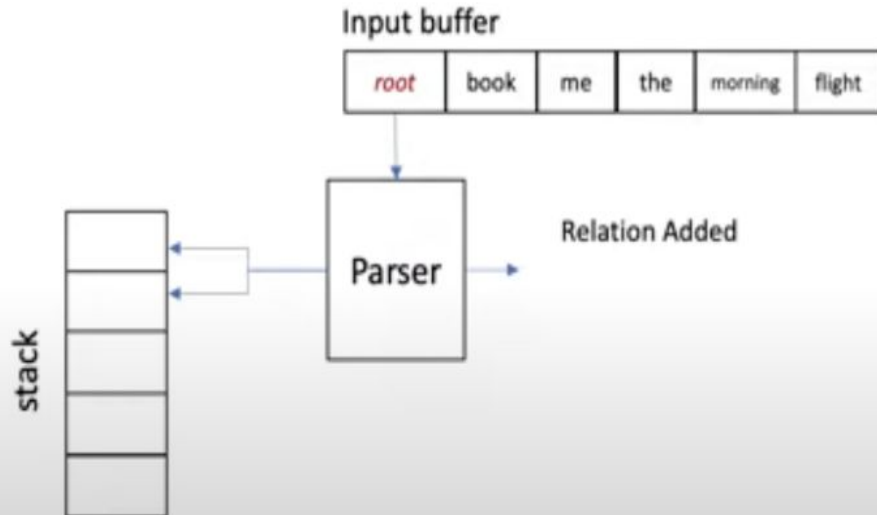 Input buffer
root book me the morning flight
Relation Added
Parser
stack